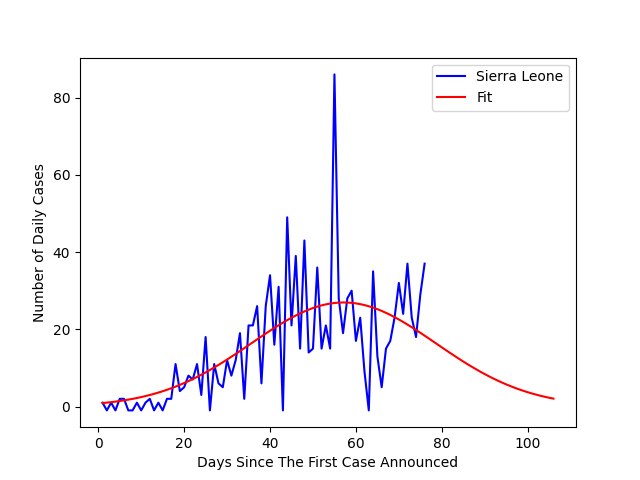 Sierra Leone
Fit
Number of Daily Cases
80
60
40
20
0
0 20 40 60 80 100
Days Since The First Case Announced